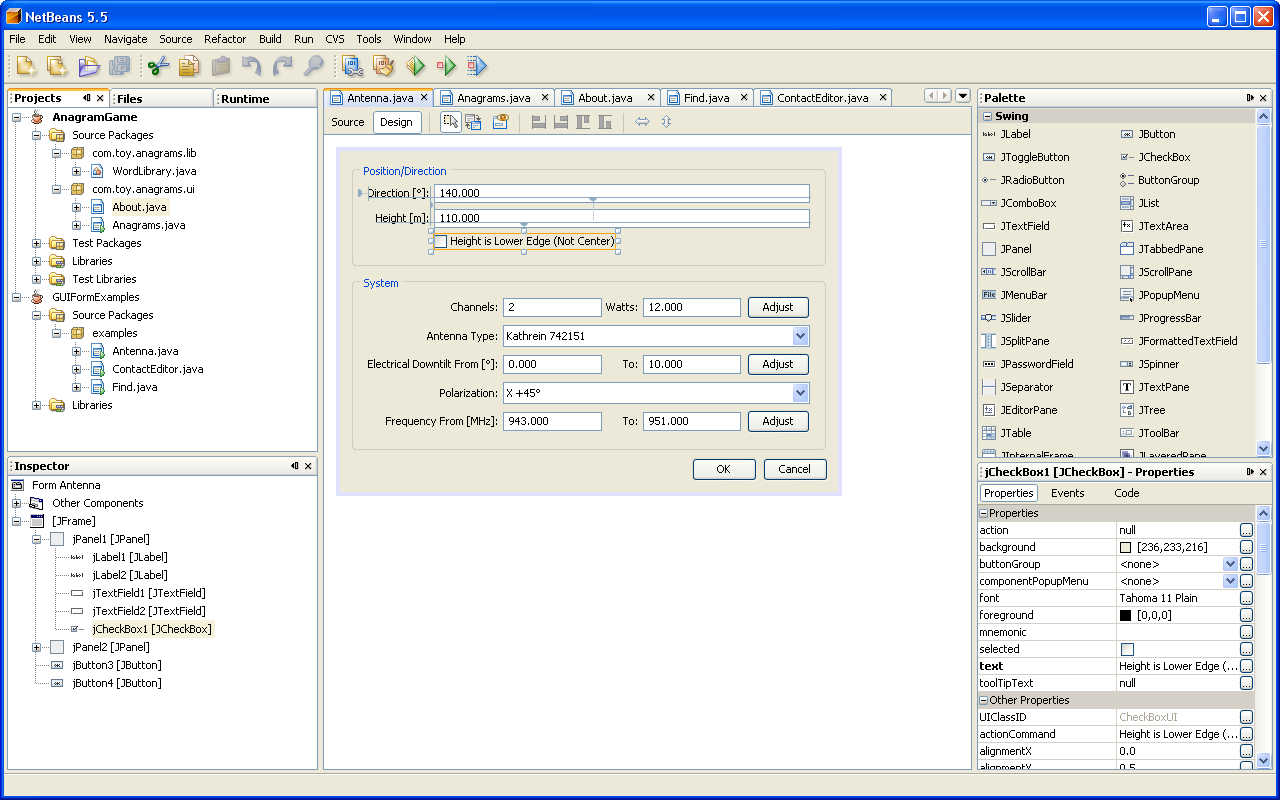 NetBeans 5.5
File Edit View Navigate Source Refactor Build Run CVS Tools Window Help
Projects Files Runtime
AnagramGame
Source Packages
com.toy.anagrams.lib
WordLibrary.java
com.toy.anagrams.ui
About.java
Anagrams.java
Test Packages
Libraries
Test Libraries
GUIFormExamples
Source Packages
examples
Antenna.java
ContactEditor.java
Find.java
Libraries
Inspector
Form Antenna
Other Components
[JFrame]
jPanel1 [JPanel]
jLabel1 [JLabel]
jLabel2 [JLabel]
jTextField1 [JTextField]
jTextField2 [JTextField]
jCheckBox1 [JCheckBox]
jPanel2 [JPanel]
jButton3 [JButton]
jButton4 [JButton]
Antenna.java Anagrams.java About.java Find.java ContactEditor.java
Source Design
Position/Direction
Direction [°]: 140.000
Height [m]: 110.000
Height is Lower Edge (Not Center)
System
Channels: 2 Watts: 12.000 Adjust
Antenna Type: Kathrein 742151
Electrical Downtilt From [°]: 0.000 To: 10.000 Adjust
Polarization: X +45°
Frequency From [MHz]: 943.000 To: 951.000 Adjust
OK Cancel
Palette
Swing
JLabel JButton
JToggleButton JCheckBox
JRadioButton ButtonGroup
JComboBox JList
JTextField JTextArea
JPanel JTabbedPane
JScrollBar JScrollPane
JMenuBar JPopupMenu
JSlider JProgressBar
JSplitPane JFormattedTextField
JPasswordField JSpinner
JSeparator JTextPane
JEditorPane JTree
JTable JToolBar
JInternalFrame JLayeredPane
jCheckBox1 [JCheckBox] - Properties
Properties Events Code
Properties
action null
background [236,233,216]
buttonGroup <none>
componentPopupMenu <none>
font Tahoma 11 Plain
foreground [0,0,0]
mnemonic
selected
text Height is Lower Edge (...
toolTipText null
Other Properties
UIClassID CheckBoxUI
actionCommand Height is Lower Edge (...
alignmentX 0.0
alignmentY 0.5